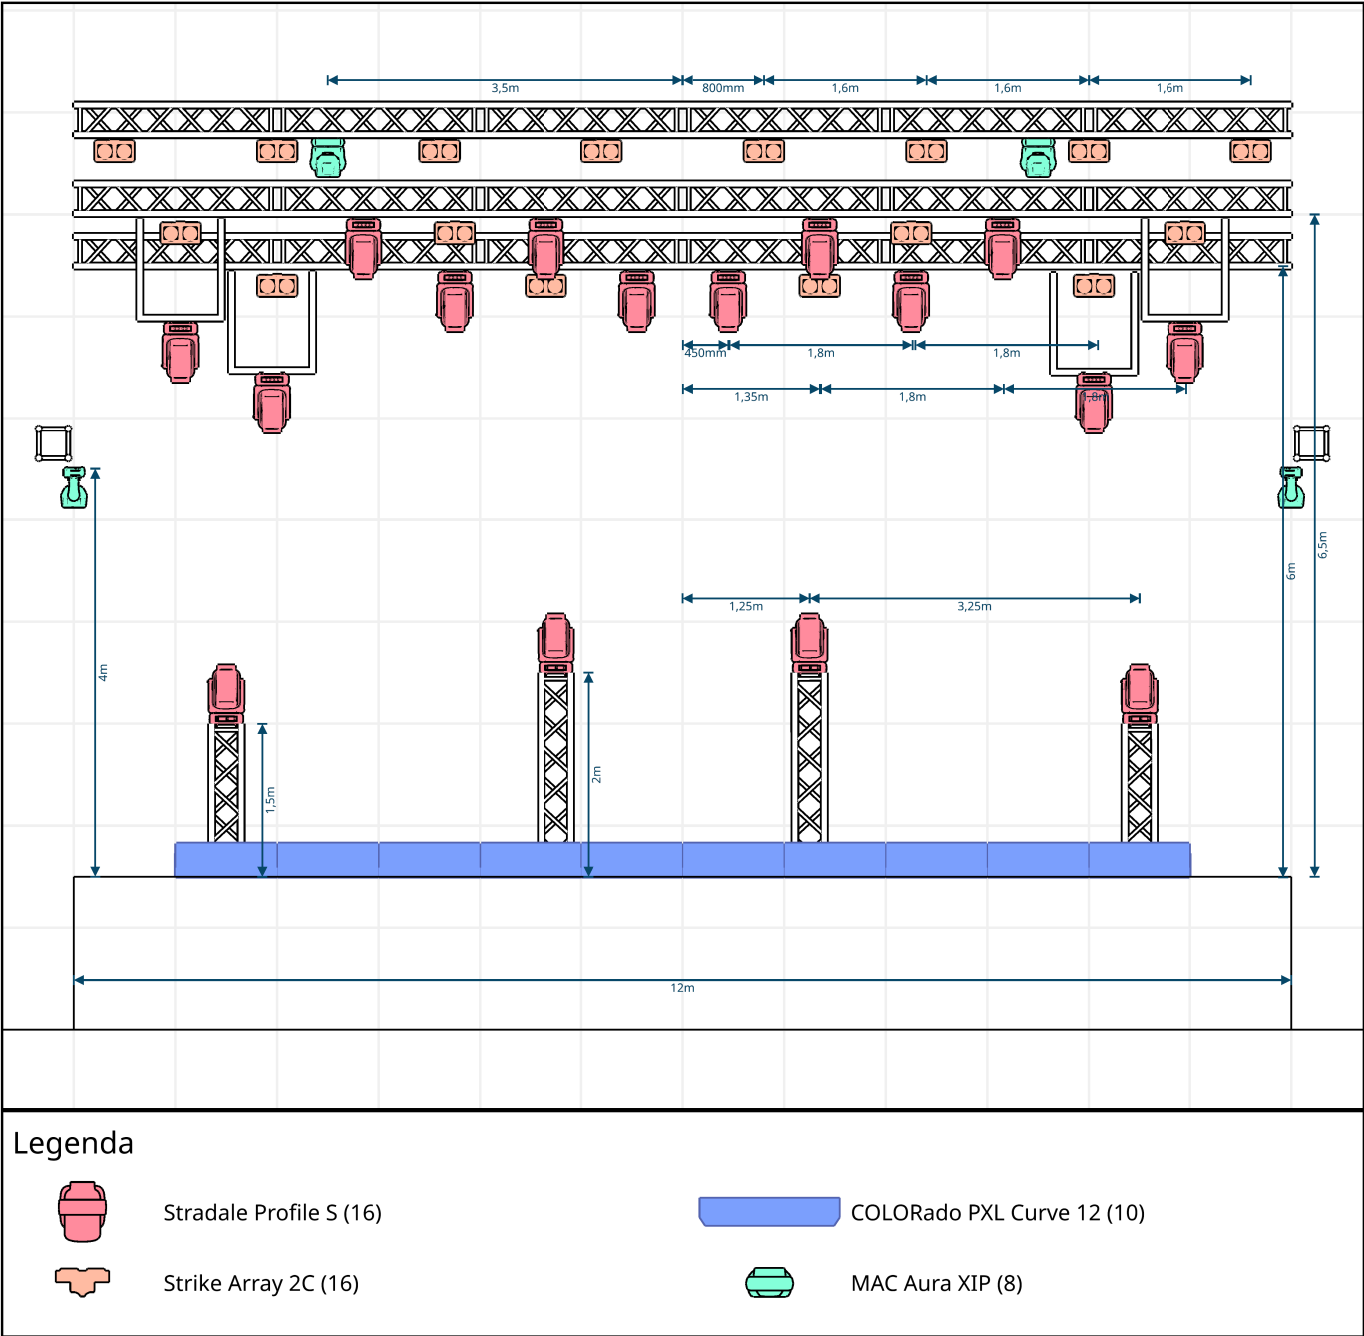 3,5m
800mm
1,6m
1,6m
1,6m
450mm
1,8m
1,8m
1,35m
1,8m
1,8m
6,5m
6m
1,25m
3,25m
4m
2m
1,5m
12m
Legenda
Stradale Profile S (16)
COLORado PXL Curve 12 (10)
Strike Array 2C (16)
MAC Aura XIP (8)